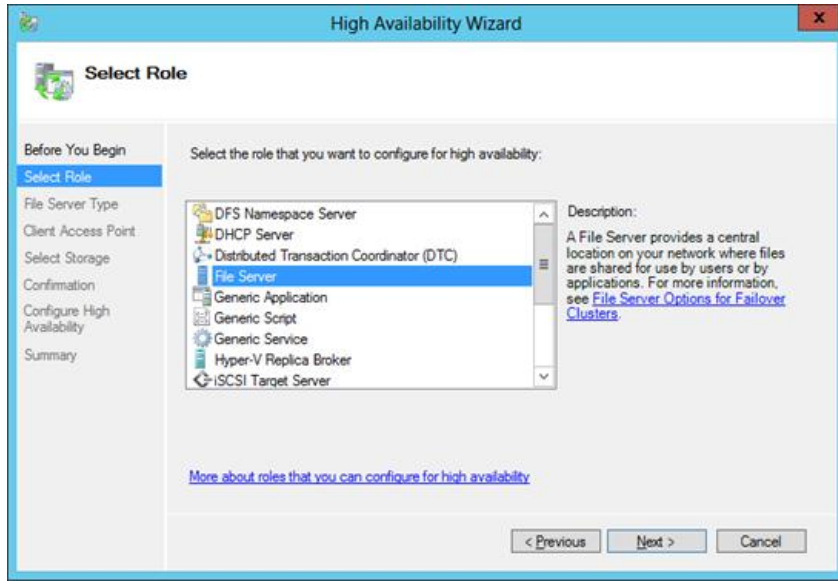 High Availability Wizard
x
Select Role
Before You Begin
Select Role
File Server Type
Client Access Point
Select Storage
Confirmation
Configure High
Availability
Summary
Select the role that you want to configure for high availability:
DFS Namespace Server
DHCP Server
Distributed Transaction Coordinator (DTC)
File Server
Generic Application
Generic Script
Generic Service
Hyper-V Replica Broker
iSCSI Target Server
Description:
A File Server provides a central
location on your network where files
are shared for use by users or by
applications. For more information,
see File Server Options for Failover
Clusters.
More about roles that you can configure for high availability
< Previous
Next >
Cancel